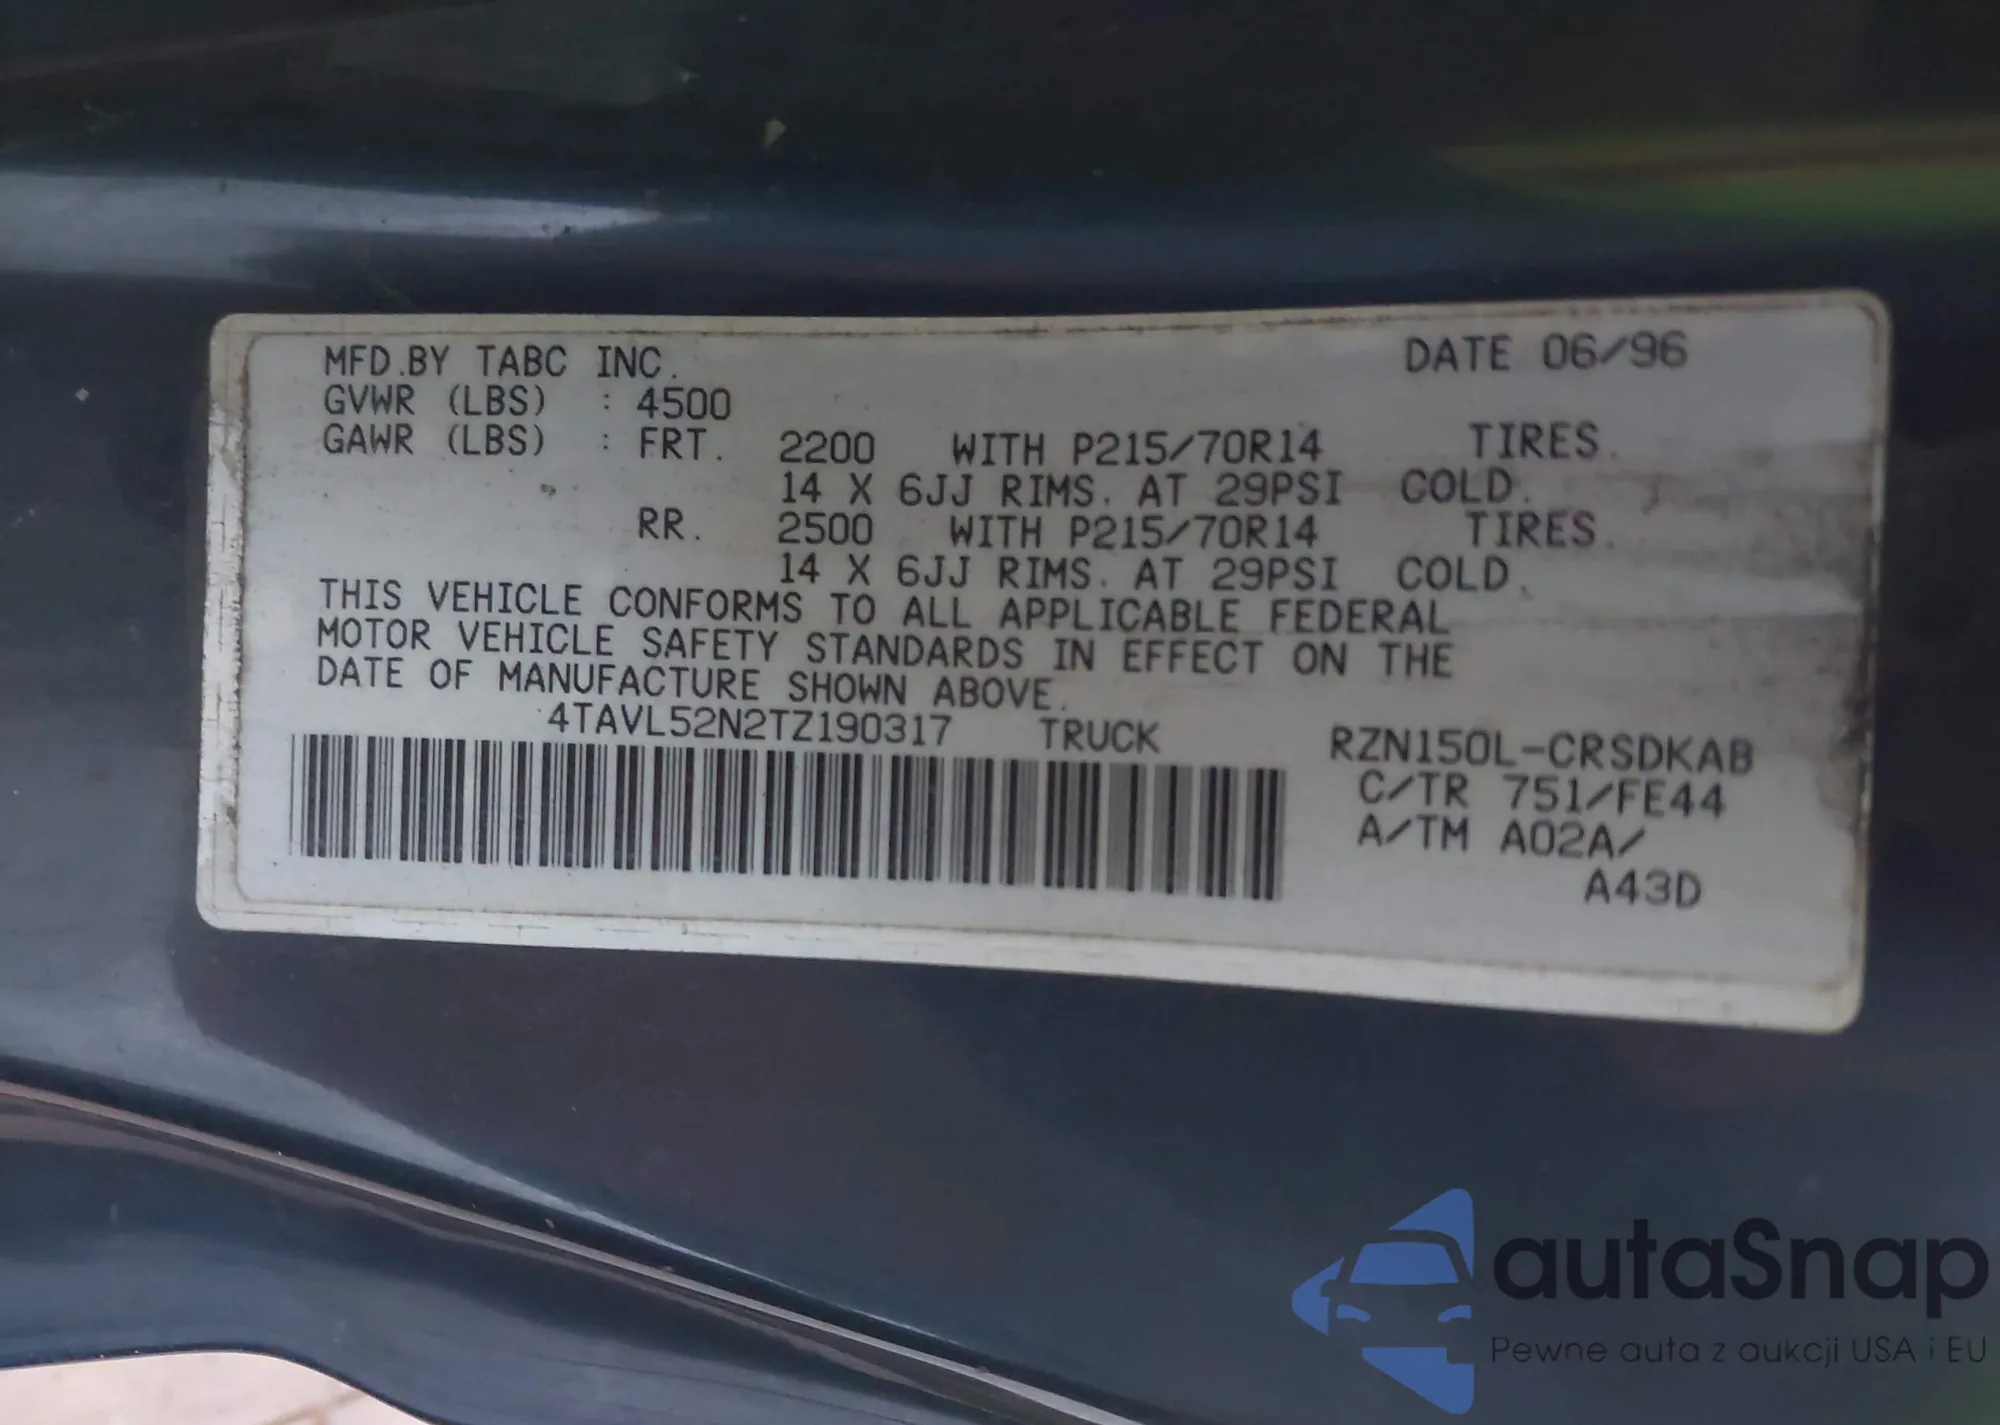 MFD.BY TABC INC. DATE 06/96
GVWR (LBS) : 4500
GAWR (LBS) : FRT. 2200 WITH P215/70R14 TIRES.
14 X 6JJ RIMS. AT 29PSI COLD.
RR. 2500 WITH P215/70R14 TIRES.
14 X 6JJ RIMS. AT 29PSI COLD.
THIS VEHICLE CONFORMS TO ALL APPLICABLE FEDERAL
MOTOR VEHICLE SAFETY STANDARDS IN EFFECT ON THE
DATE OF MANUFACTURE SHOWN ABOVE.
4TAVL52N2TZ190317 TRUCK RZN150L-CRSDKAB
C/TR 751/FE44
A/TM A02A/
A43D
autaSnap
Pewne auta z aukcji USA i EU